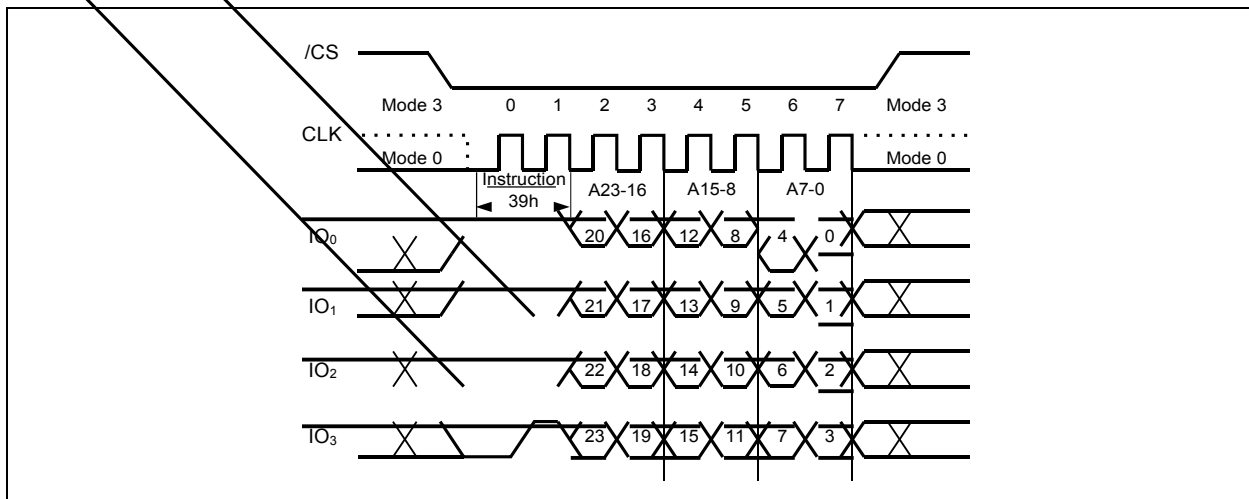 /CS
Mode 3 0 1 2 3 4 5 6 7 Mode 3
CLK
Mode 0 Mode 0
Instruction A23-16 A15-8 A7-0
39h
IO0 20 16 12 8 4 0
IO1 21 17 13 9 5 1
IO2 22 18 14 10 6 2
IO3 23 19 15 11 7 3